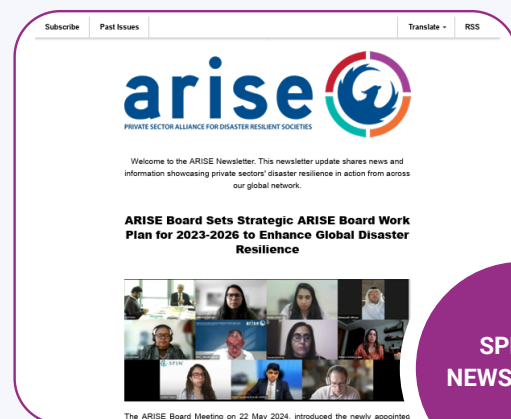 Subscribe Past Issues Translate RSS
arise
PRIVATE SECTOR ALLIANCE FOR DISASTER RESILIENT SOCIETIES
Welcome to the ARISE Newsletter. This newsletter update shares news and
information showcasing private sectors' disaster resilience in action from across
our global network.
ARISE Board Sets Strategic ARISE Board Work
Plan for 2023-2026 to Enhance Global Disaster
Resilience
SPIN
The ARISE Board Meeting on 22 May 2024, introduced the newly appointed